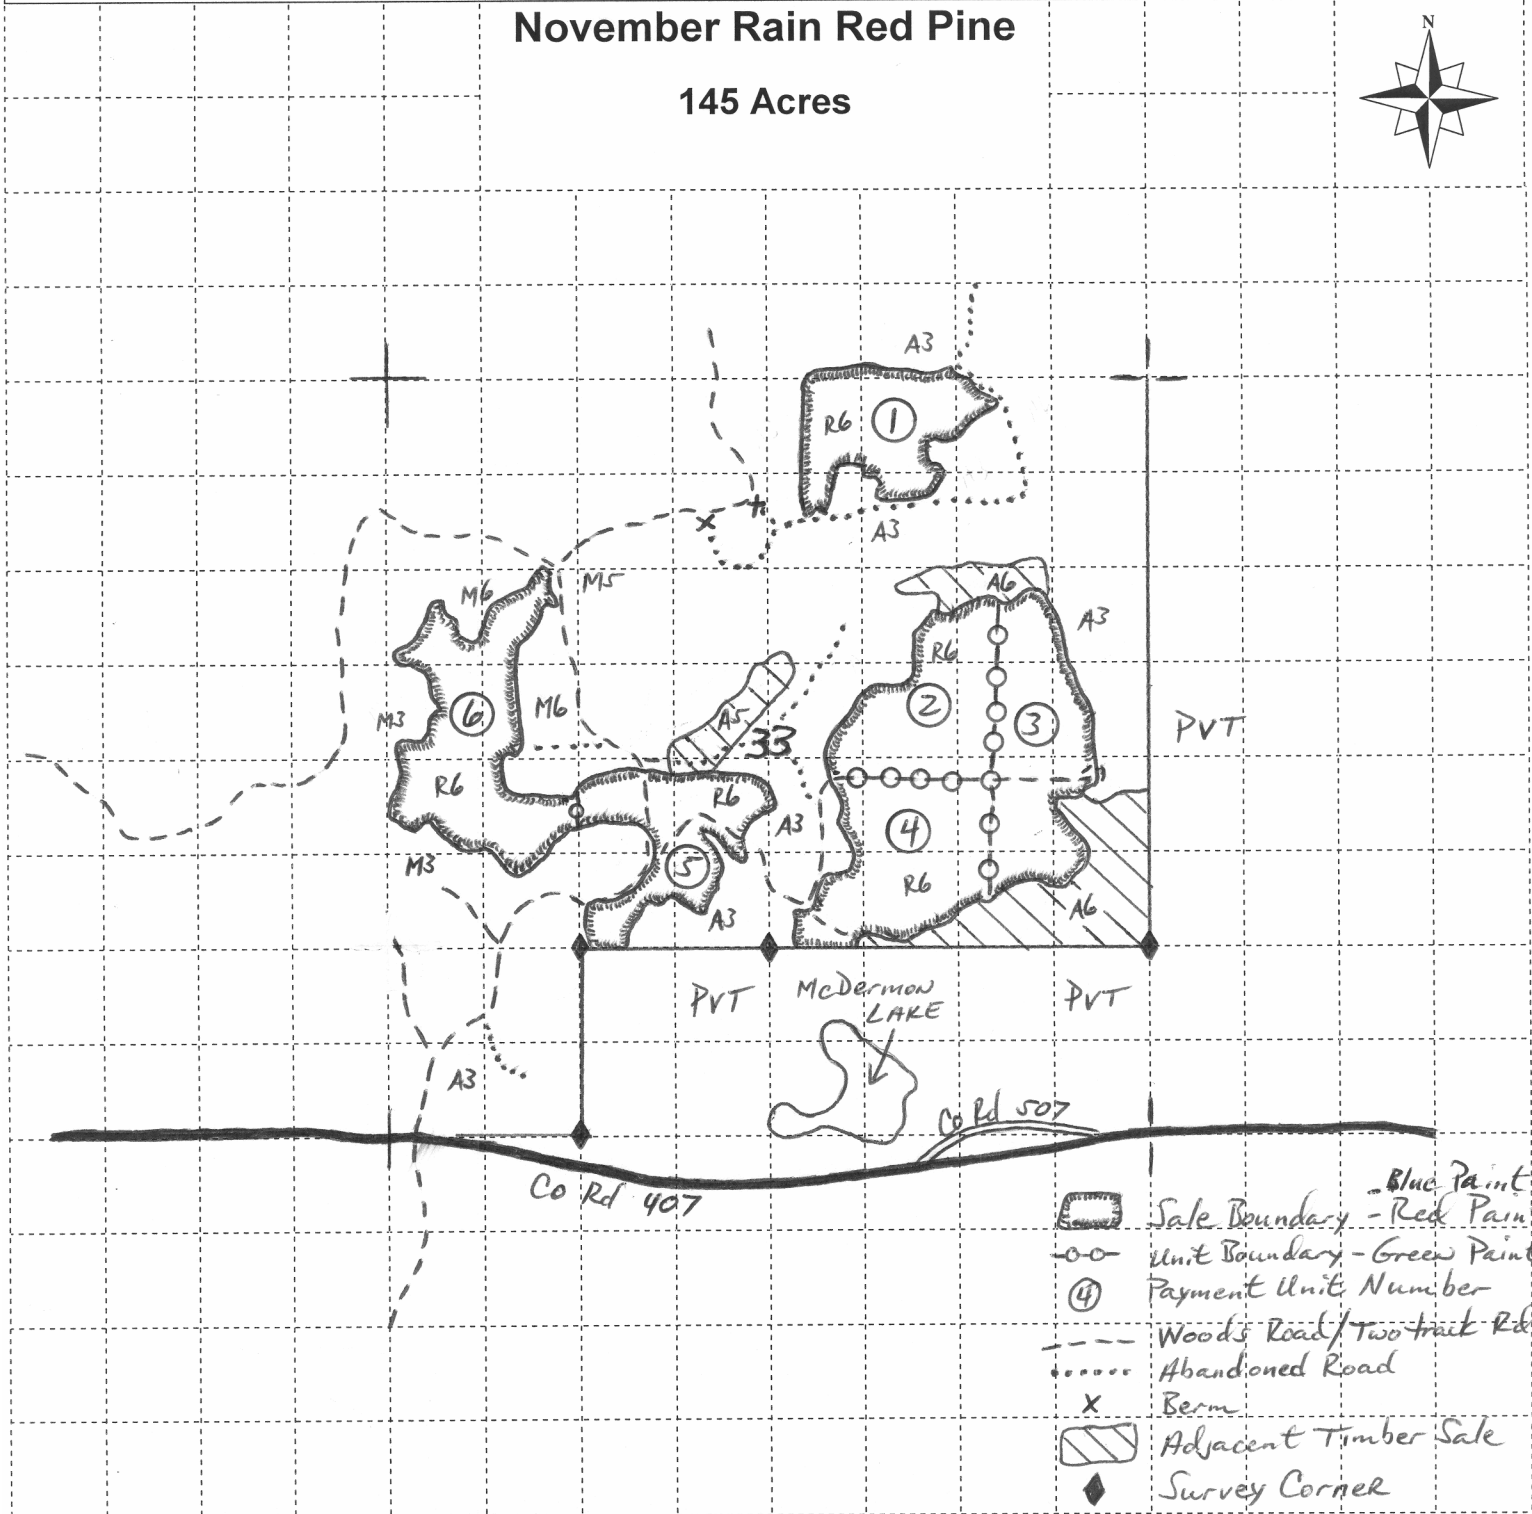 November Rain Red Pine
145 Acres
N
A3
R6
1
A3
M6
M5
A6
A3
R6
M6
6
M3
A5
33
2
3
PVT
R6
R6
A3
4
M3
5
R6
A3
A6
PVT
McDermon
LAKE
PVT
A3
Co Rd 507
Co Rd 407
- Blue Paint
Sale Boundary - Red Pain
Unit Boundary - Green Paint
4
Payment Unit Number
Woods Road/Two track Rd
Abandoned Road
x
Berm
Adjacent Timber Sale
Survey Corner